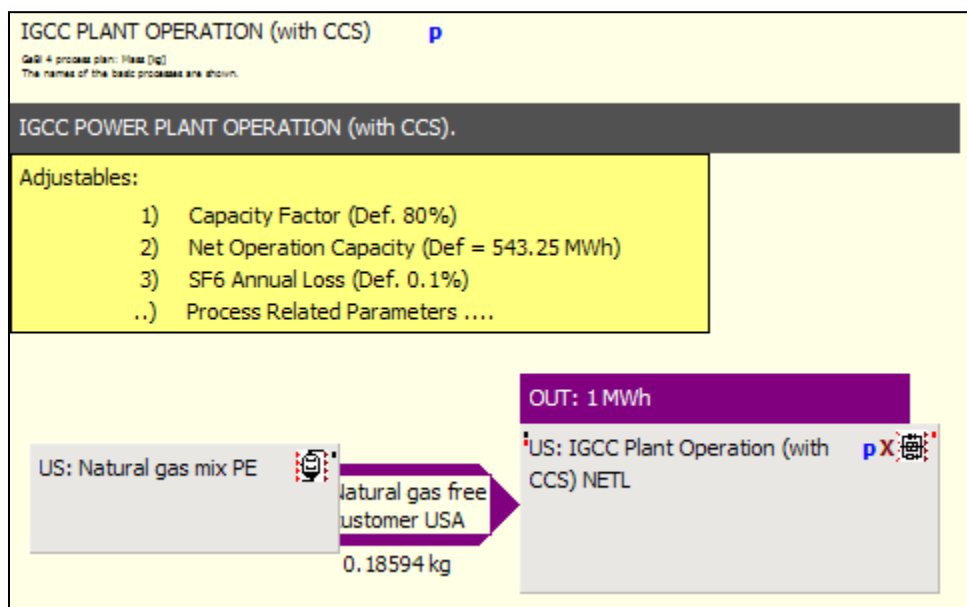 IGCC PLANT OPERATION (with CCS) p
GaBi 4 process plan: Mass [kg]
The names of the basic processes are shown.
IGCC POWER PLANT OPERATION (with CCS).
Adjustables:
1) Capacity Factor (Def. 80%)
2) Net Operation Capacity (Def = 543.25 MWh)
3) SF6 Annual Loss (Def. 0.1%)
..) Process Related Parameters ....
OUT: 1 MWh
US: IGCC Plant Operation (with p X
CCS) NETL
US: Natural gas mix PE
Natural gas free
ustomer USA
0.18594 kg